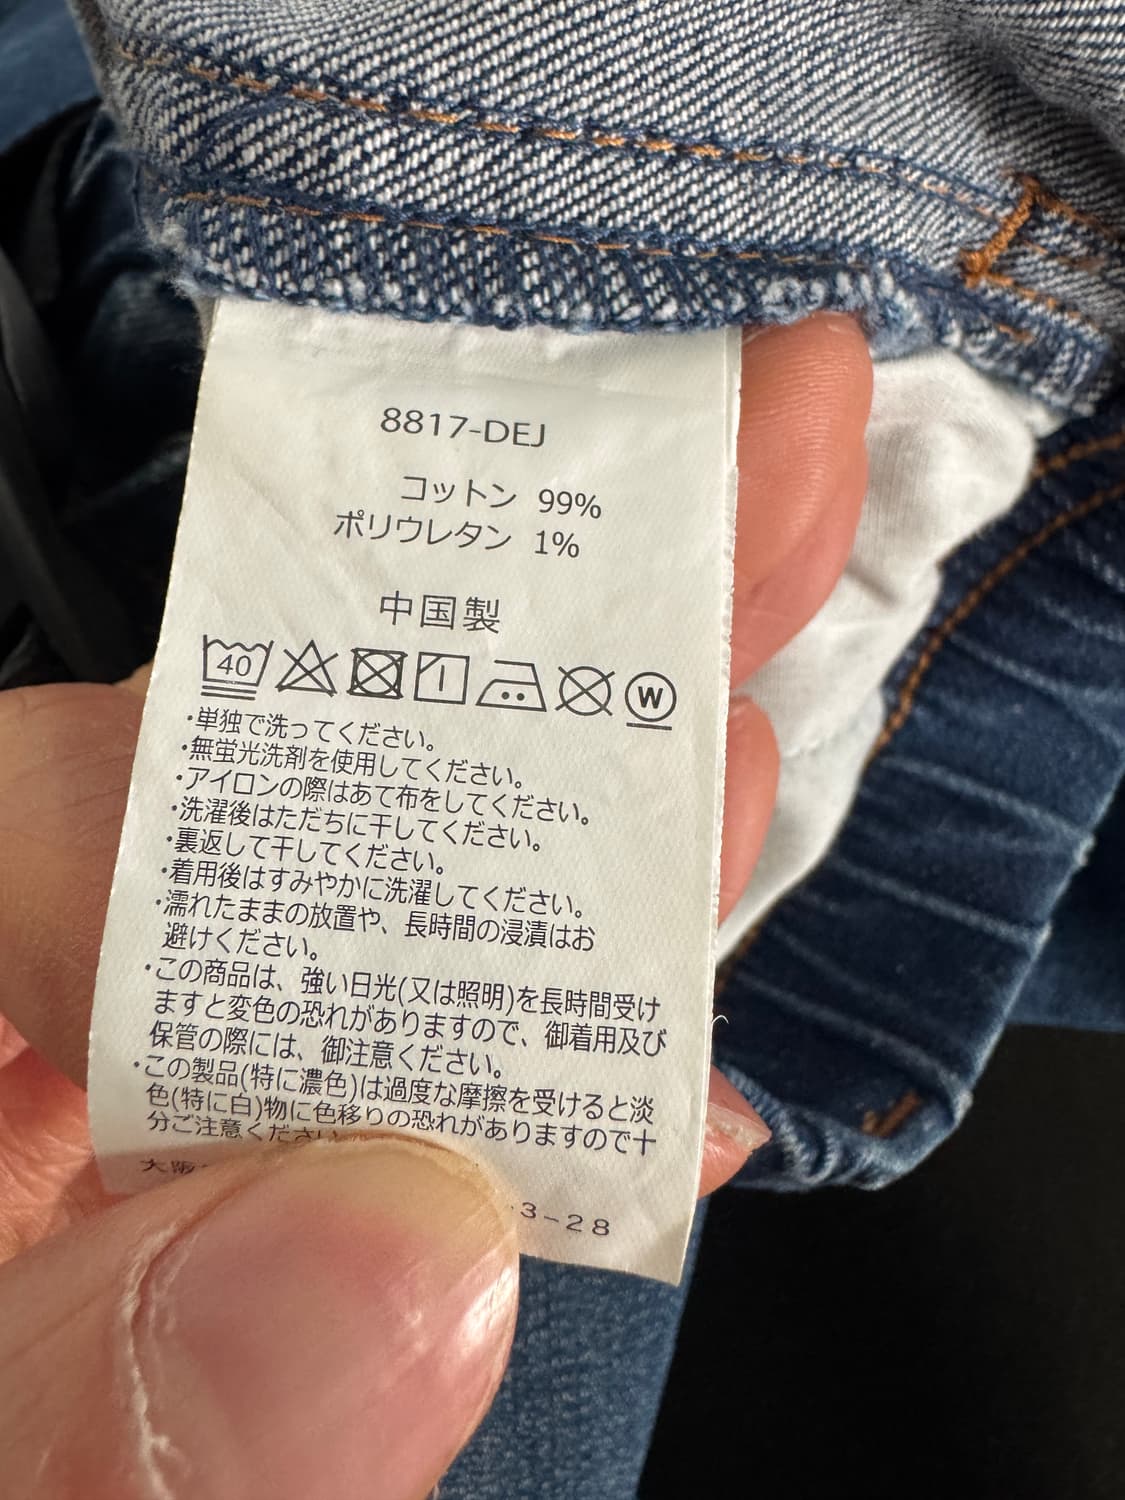 8817-DEJ
コットン 99%
ポリウレタン 1%
中国製
40 W
・単独で洗ってください。
・無蛍光洗剤を使用してください。
・アイロンの際はあて布をしてください。
・洗濯後はただちに干してください。
・裏返して干してください。
・着用後はすみやかに洗濯してください。
・濡れたままの放置や、長時間の浸漬はお
避けください。
・この商品は、強い日光(又は照明)を長時間受け
ますと変色の恐れがありますので、御着用及び
保管の際には、御注意ください。
・この製品(特に濃色)は過度な摩擦を受けると淡
色(特に白)物に色移りの恐れがありますので十
分ご注意ください
大阪 3-28